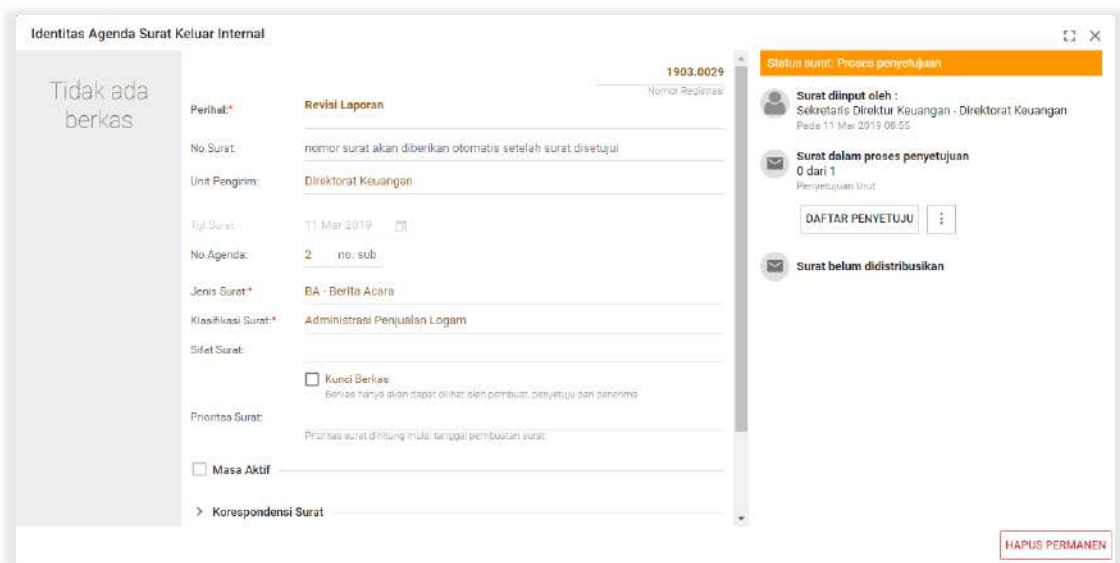 Identitas Agenda Surat Keluar Internal
Tidak ada
berkas
1903.0029
Nomor Registrasi
Perihal:*
Revisi Laporan
No.Surat:
nomor surat akan diberikan otomatis setelah surat disetujui
Unit Pengirim:
Direktorat Keuangan
Tgl.Surat:
11 Mar 2019
No.Agenda:
2 no. sub
Jenis Surat:*
BA - Berita Acara
Klasifikasi Surat:*
Administrasi Penjualan Logam
Sifat Surat:
Kunci Berkas
Berkas hanya akan dapat dilihat oleh pembuat, penyetuju dan penerima
Prioritas Surat:
Prioritas surat dihitung mulai tanggal pembuatan surat.
Masa Aktif
Korespondensi Surat
Status surat: Proses penyetujuan
Surat diinput oleh :
Sekretaris Direktur Keuangan - Direktorat Keuangan
Pada 11 Mar 2019 08:55
Surat dalam proses penyetujuan
0 dari 1
Penyetujuan Urut
DAFTAR PENYETUJU
Surat belum didistribusikan
HAPUS PERMANEN